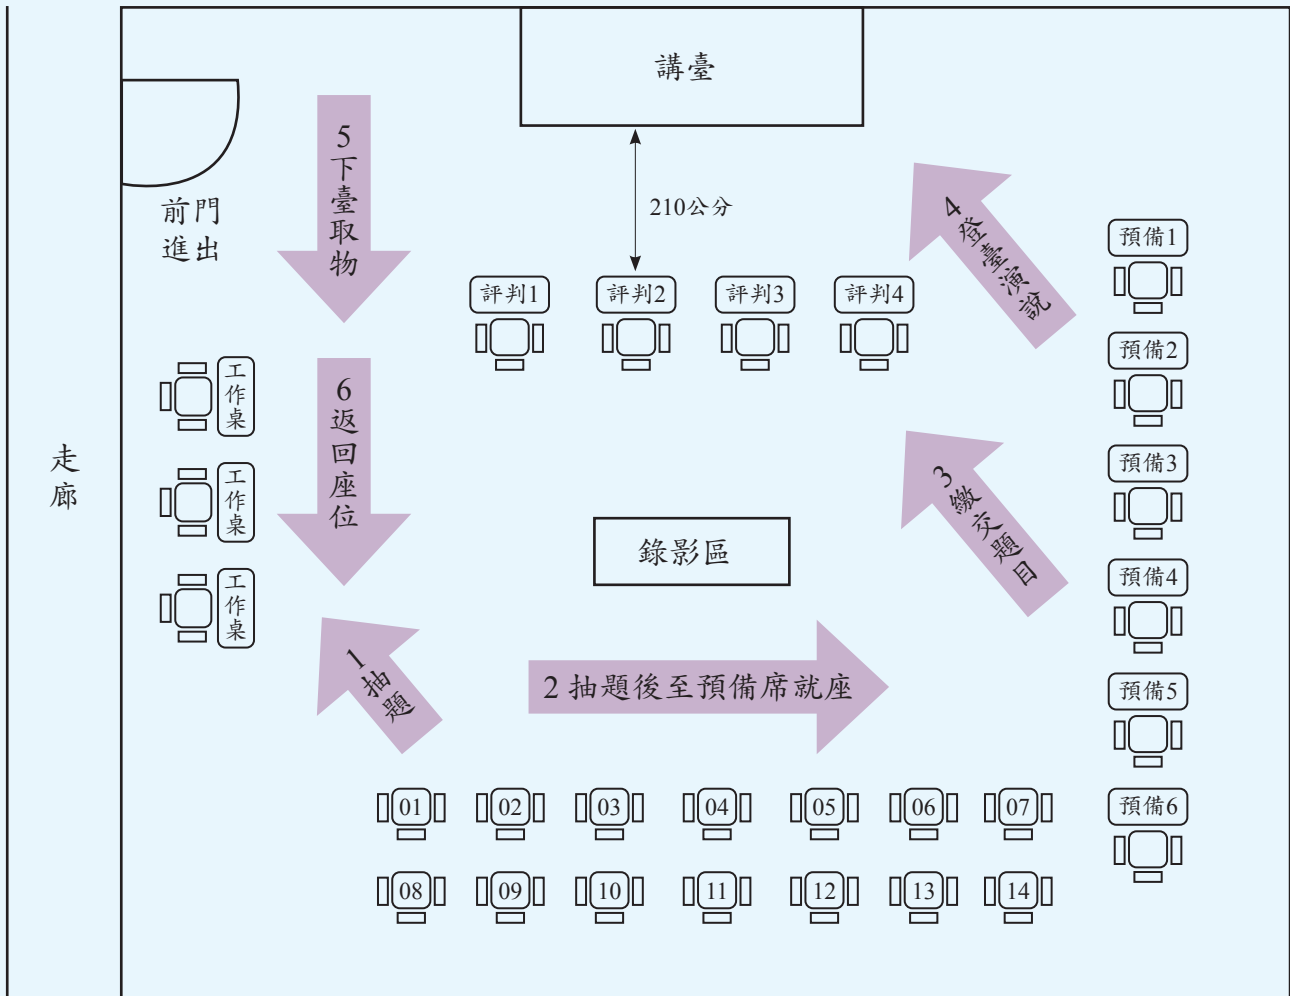 講臺
5下臺取物
前門
進出
210公分
4登臺演說
預備1
評判1
評判2
評判3
評判4
預備2
工作桌
6返回座位
走廊
3繳交題目
預備3
工作桌
錄影區
預備4
工作桌
1抽題
2 抽題後至預備席就座
預備5
01 02 03 04 05 06 07
預備6
08 09 10 11 12 13 14